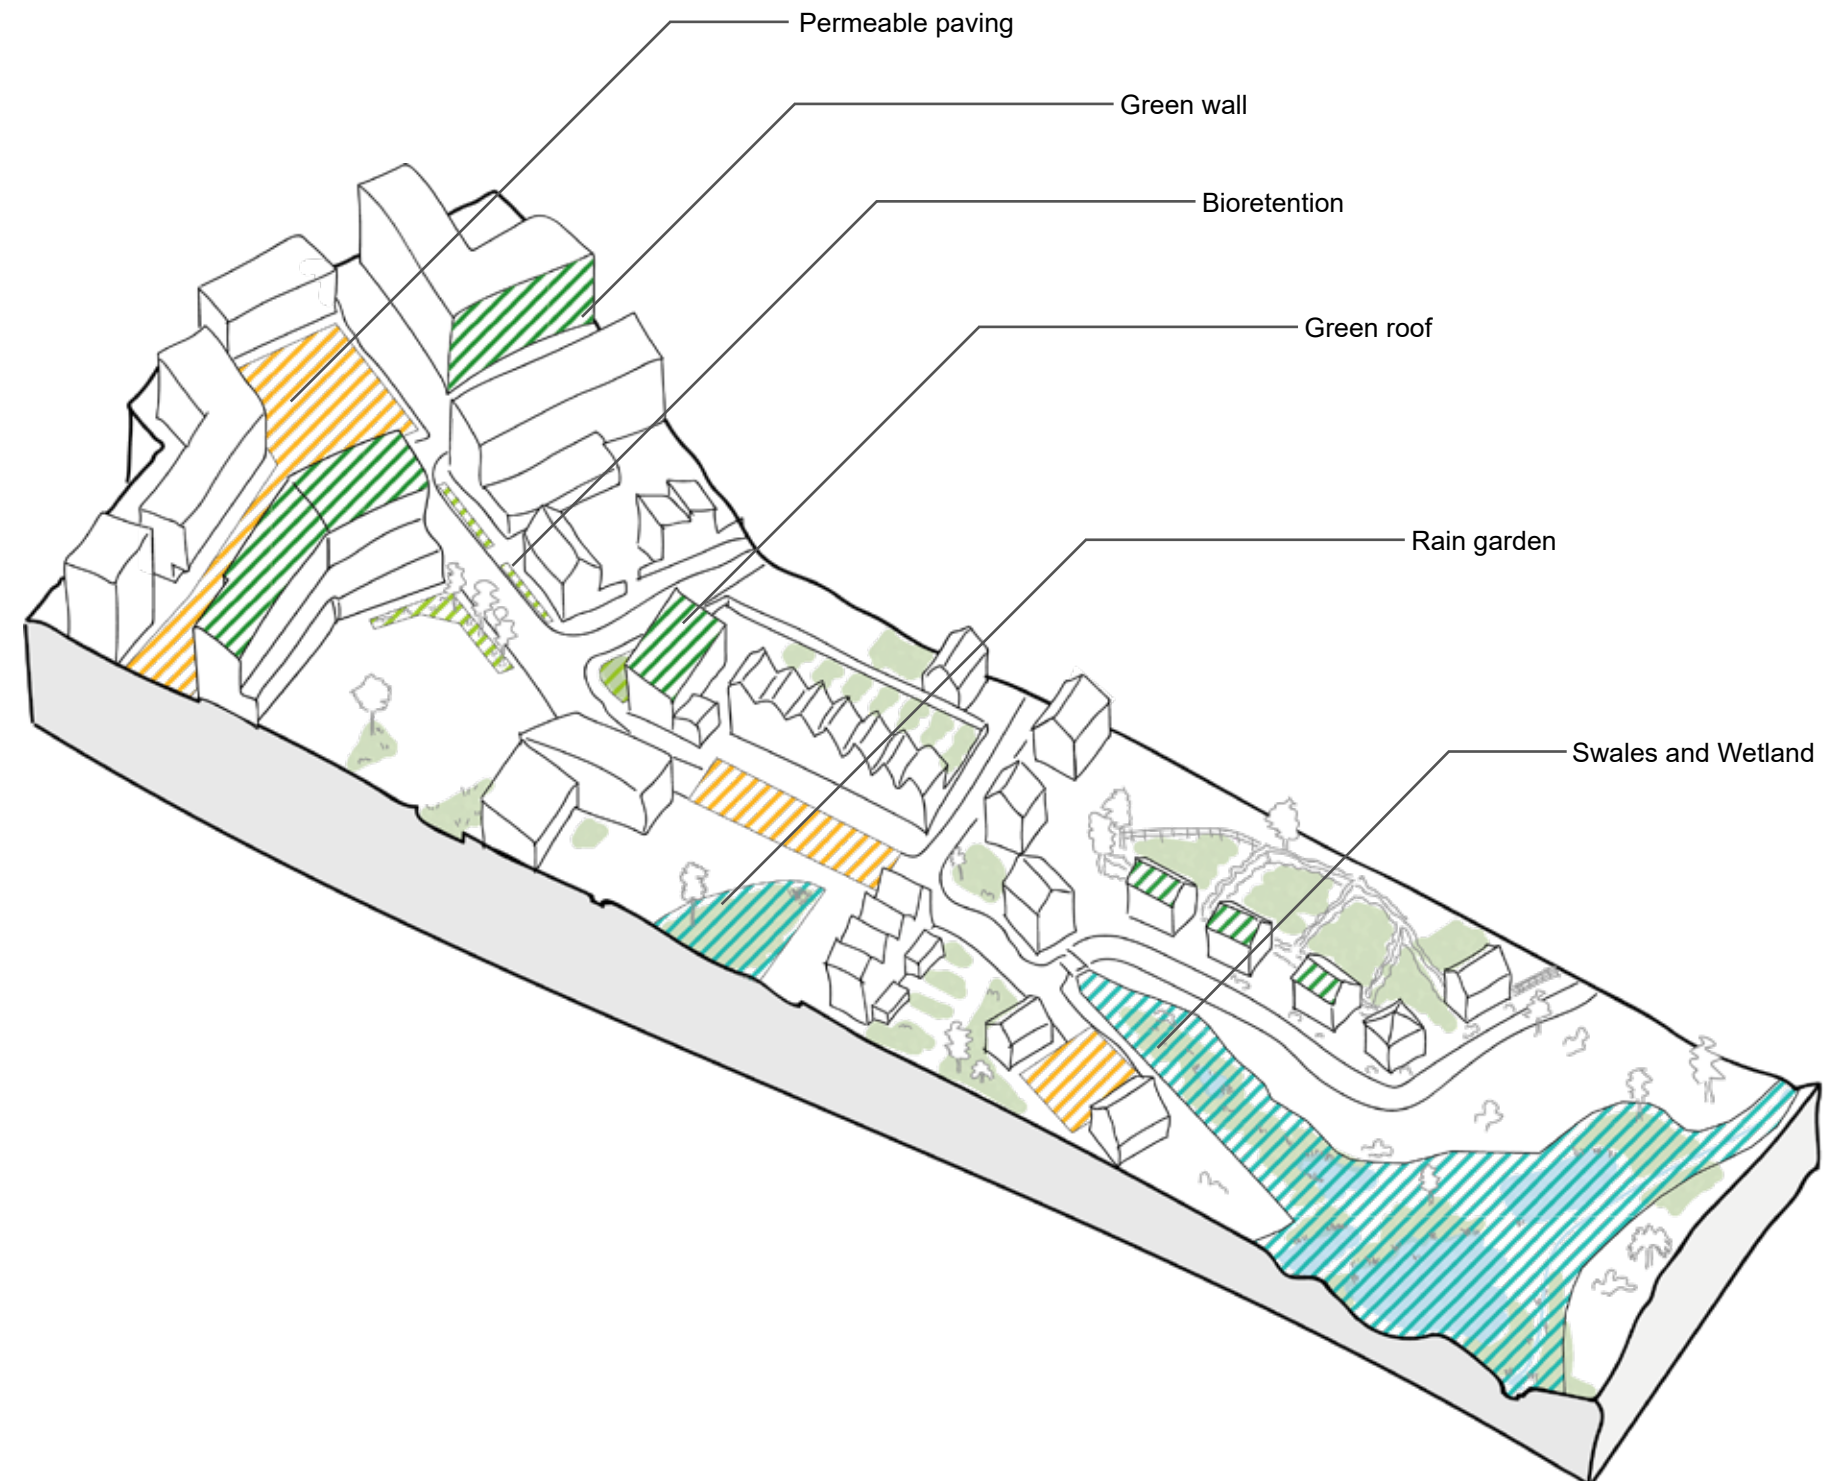 Permeable paving
Green wall
Bioretention
Green roof
Rain garden
Swales and Wetland